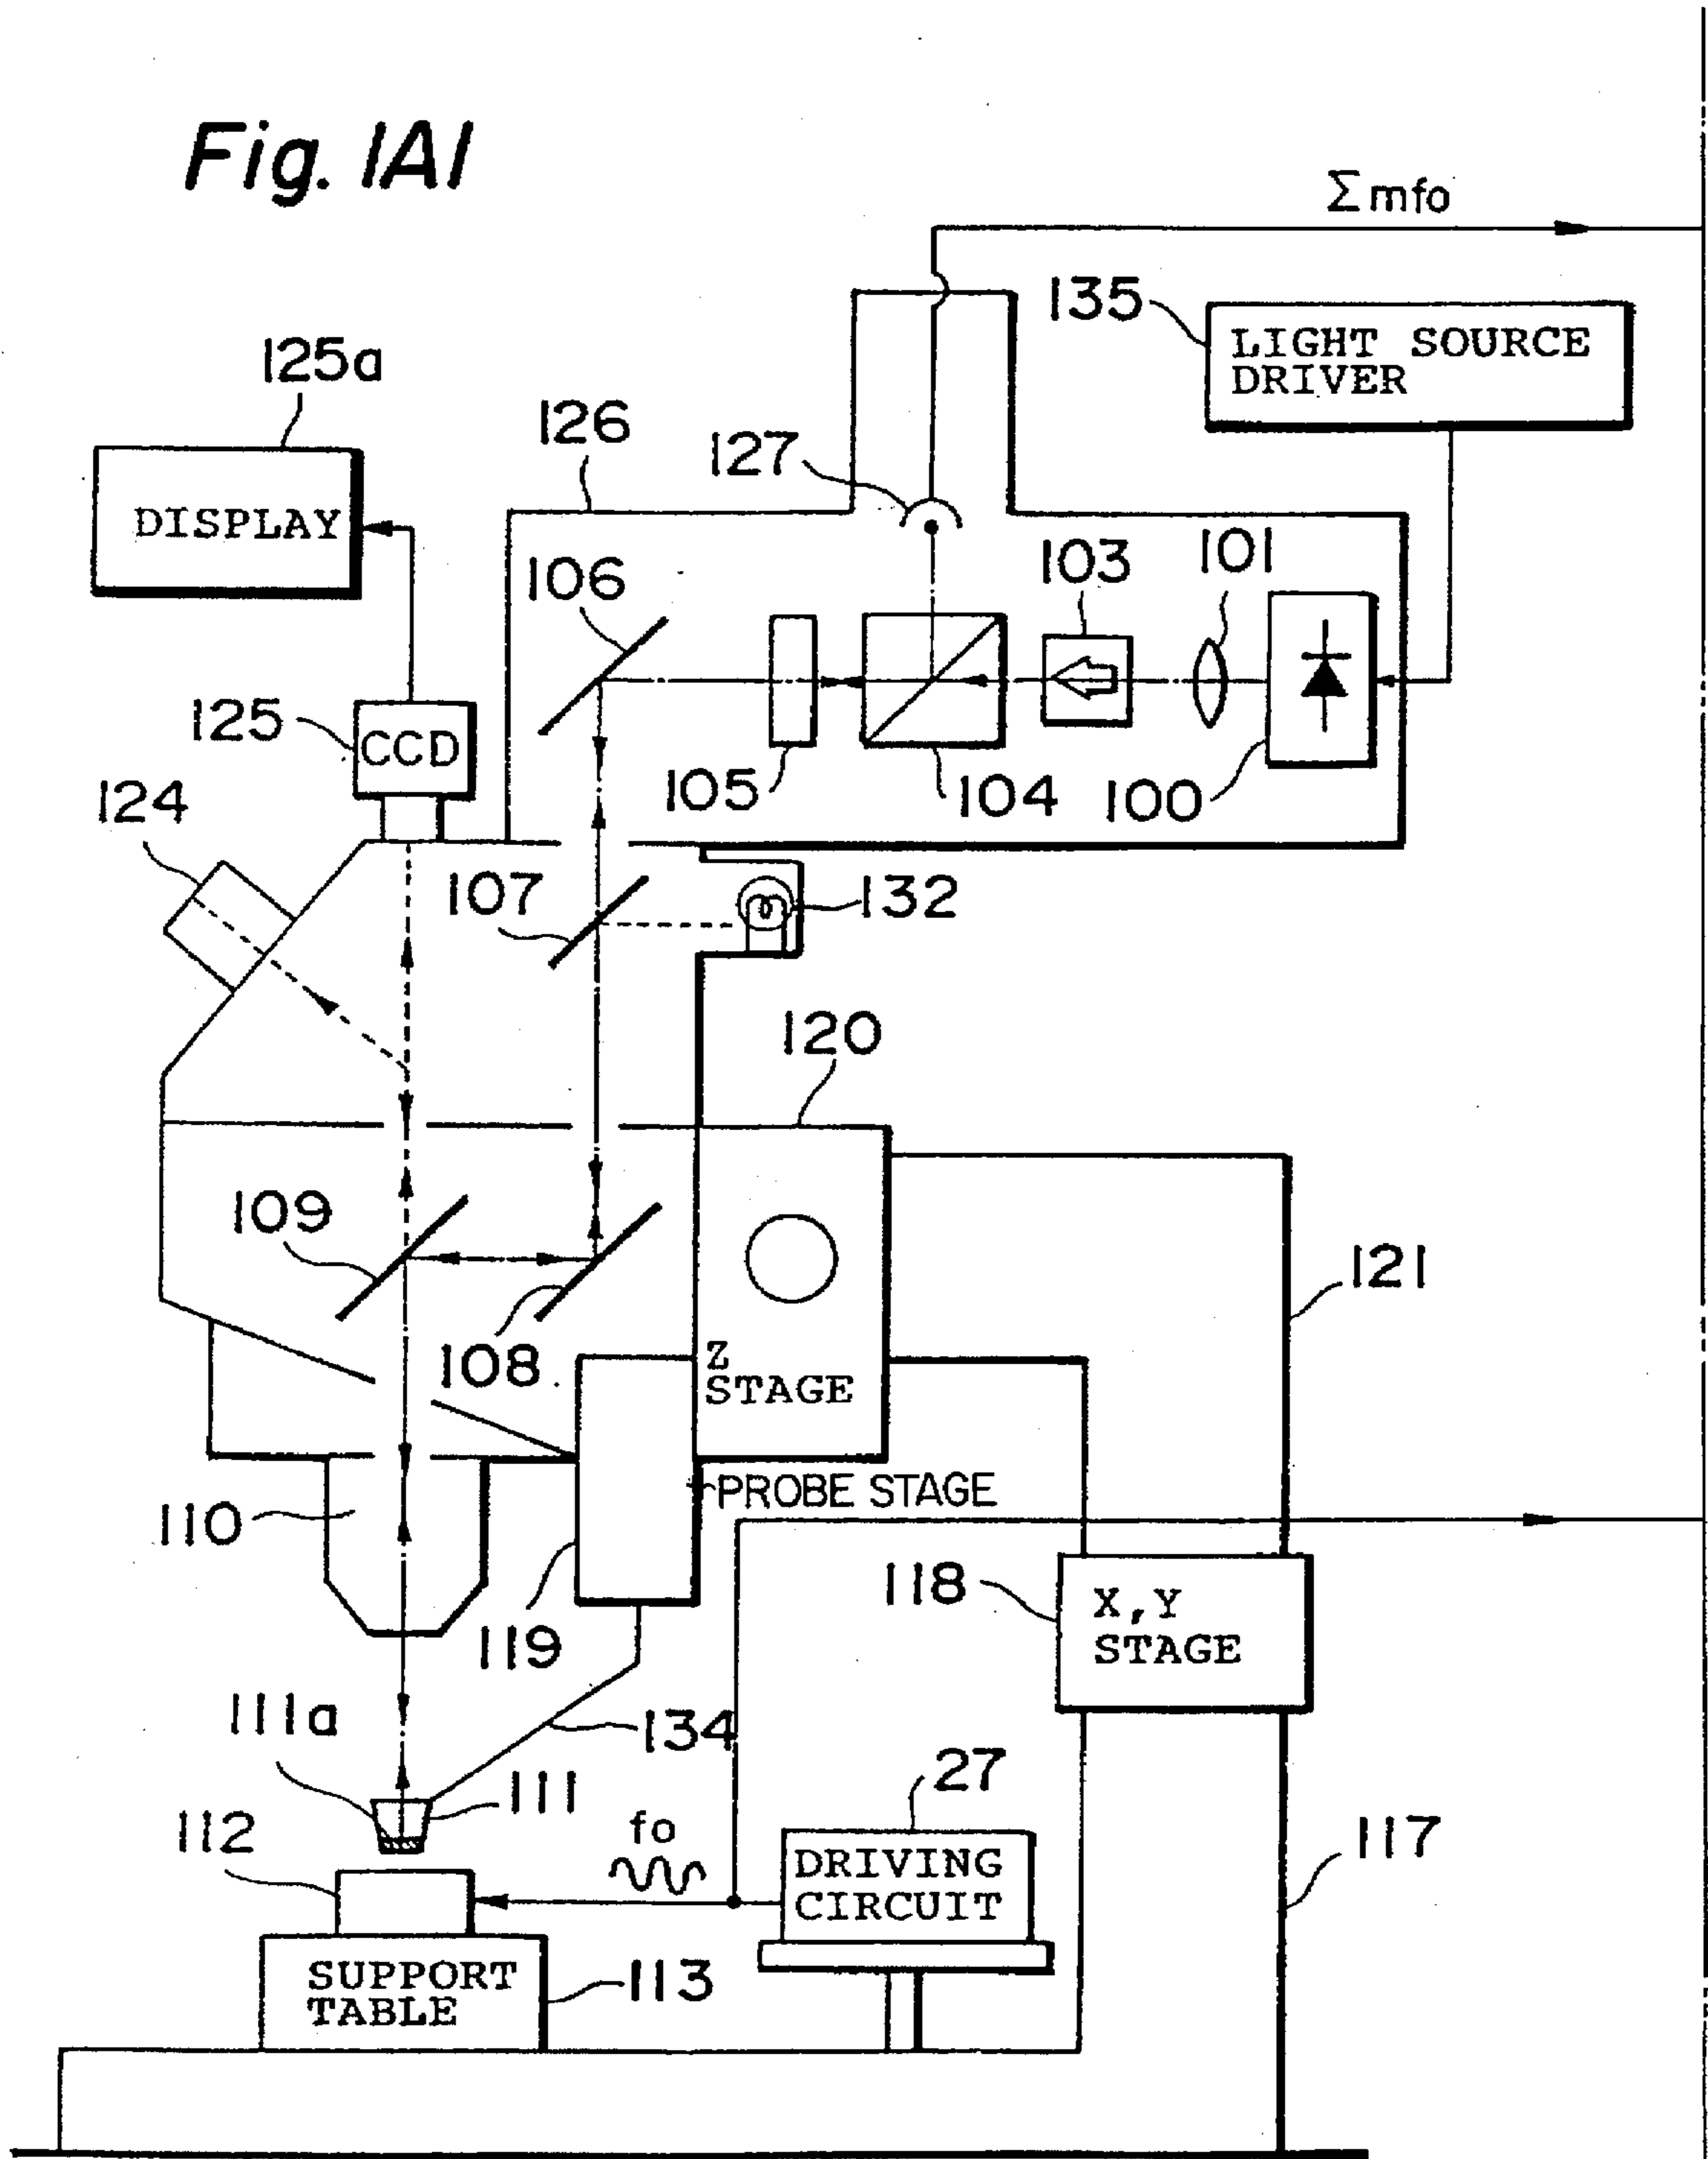 Fig. 1A1
Σmfo
135
LIGHT SOURCE
DRIVER
125a
126
127
DISPLAY
106
103
101
125
CCD
105
104
100
124
107
132
120
109
121
108
Z
STAGE
PROBE STAGE
110
118
X,Y
STAGE
119
111a
134
111
27
112
fo
DRIVING
CIRCUIT
117
SUPPORT
TABLE
113